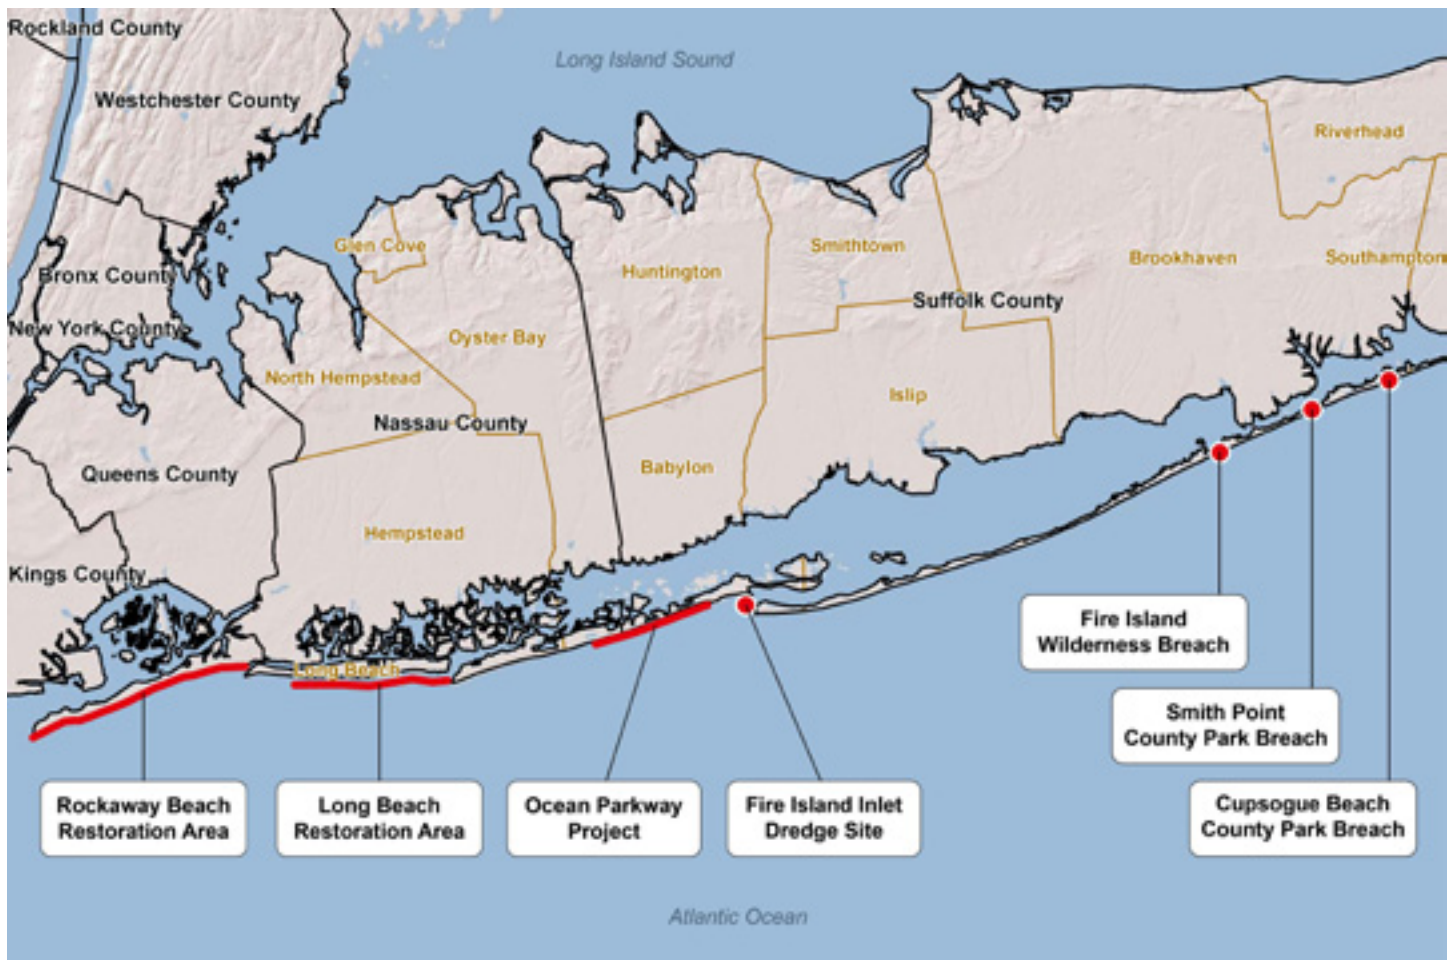 Rockland County
Long Island Sound
Westchester County
Riverhead
Glen Cove
Smithtown
Bronx County
Huntington
Brookhaven
Southampton
Suffolk County
New York County
Oyster Bay
North Hempstead
Islip
Nassau County
Queens County
Babylon
Hempstead
Kings County
Long Beach
Fire Island
Wilderness Breach
Smith Point
County Park Breach
Rockaway Beach
Restoration Area
Long Beach
Restoration Area
Ocean Parkway
Project
Fire Island Inlet
Dredge Site
Cupsogue Beach
County Park Breach
Atlantic Ocean